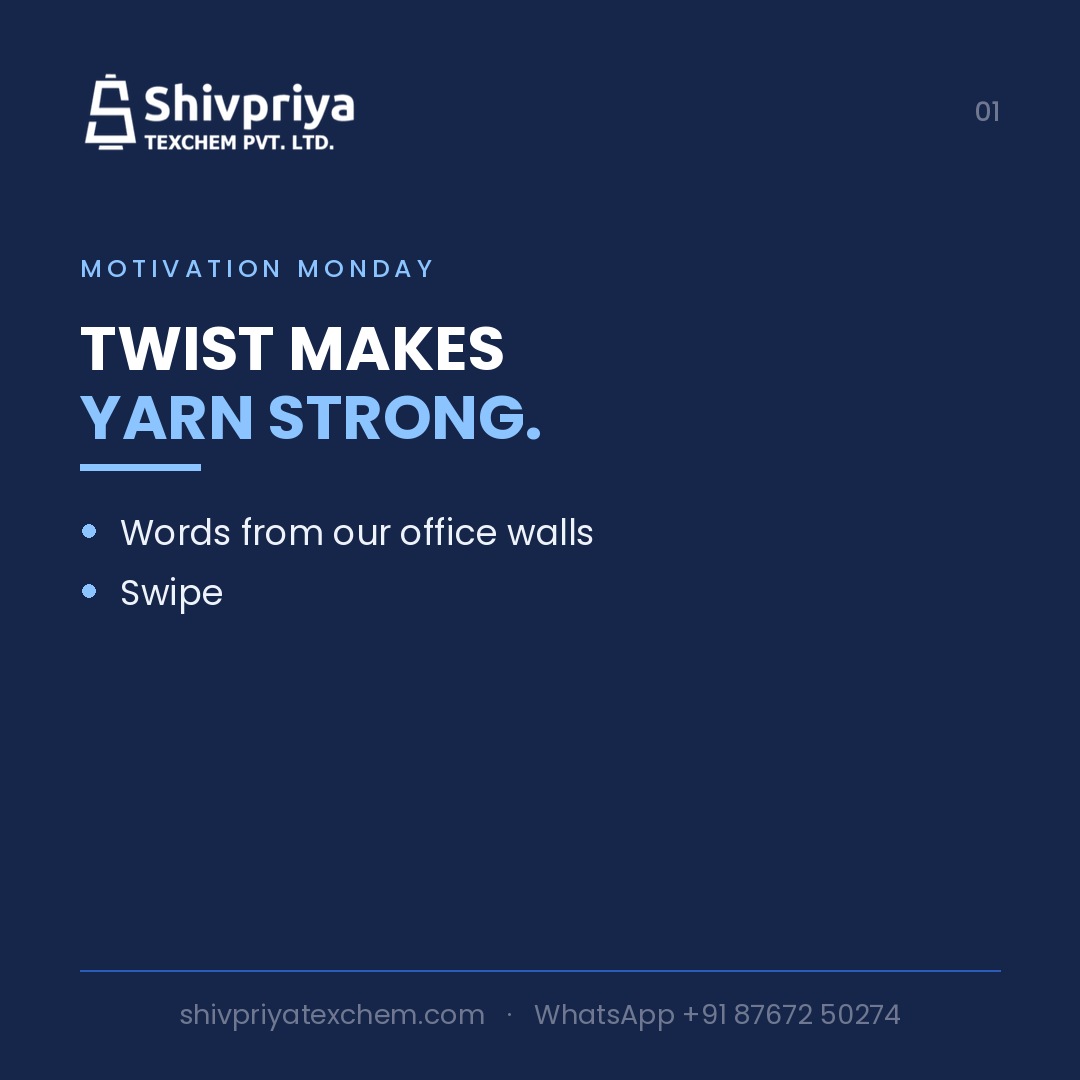 Shivpriya
TEXCHEM PVT. LTD.
01
MOTIVATION MONDAY
TWIST MAKES
YARN STRONG.
• Words from our office walls
• Swipe
shivpriyatexchem.com · WhatsApp +91 87672 50274